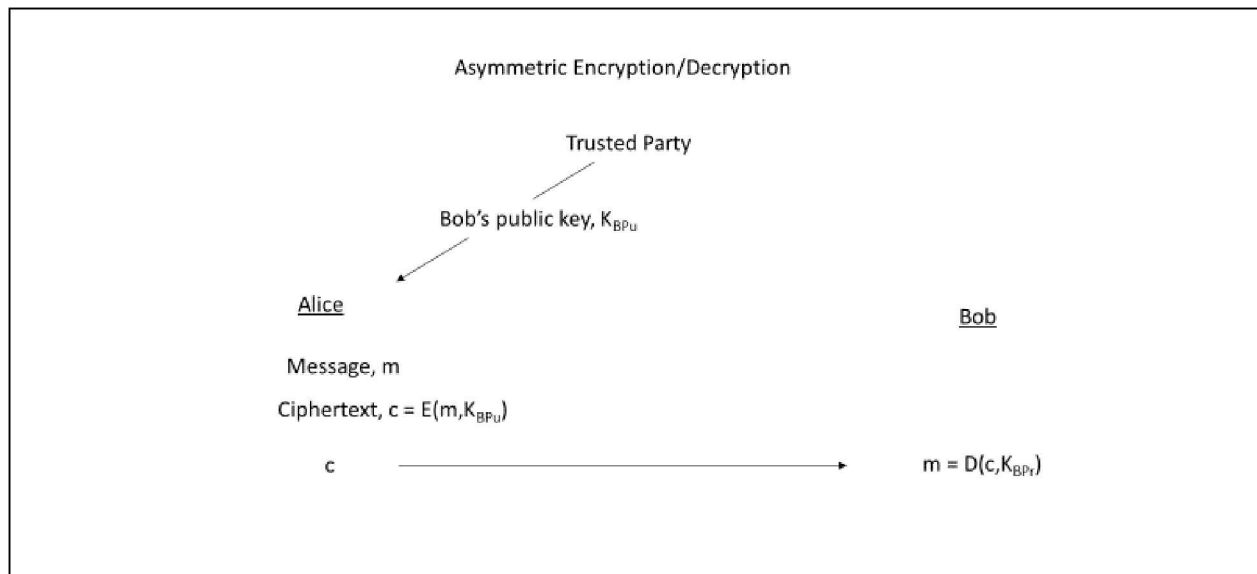 Asymmetric Encryption/Decryption
Trusted Party
Bob's public key, K_BPu
Alice
Bob
Message, m
Ciphertext, c = E(m,K_BPu)
c
m = D(c,K_BPr)